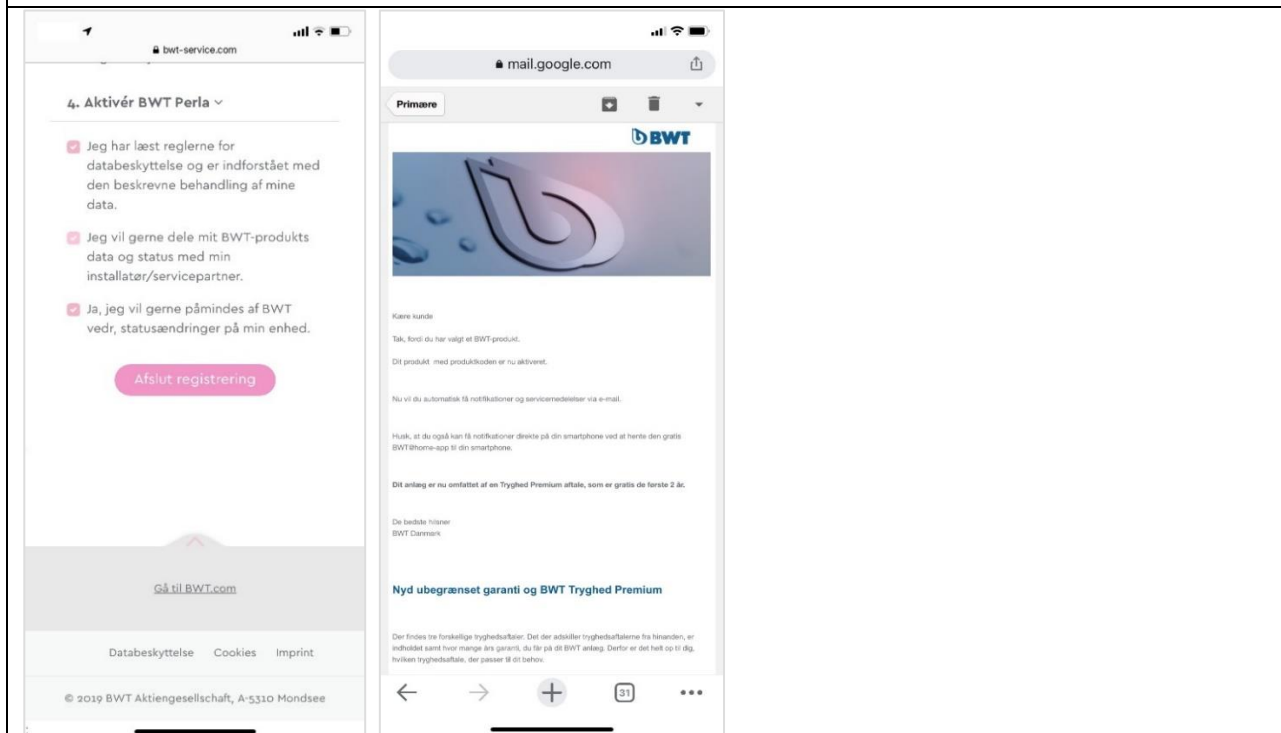 bwt-service.com
4. Aktivér BWT Perla
Jeg har læst reglerne for
databeskyttelse og er indforstået med
den beskrevne behandling af mine
data.
Jeg vil gerne dele mit BWT-produkts
data og status med min
installatør/servicepartner.
Ja, jeg vil gerne påmindes af BWT
vedr, statusændringer på min enhed.
Afslut registrering
Gå til BWT.com
Databeskyttelse Cookies Imprint
© 2019 BWT Aktiengesellschaft, A-5310 Mondsee
mail.google.com
Primære
BWT
Kære kunde
Tak, fordi du har valgt et BWT-produkt.
Dit produkt med produktkoden er nu aktiveret.
Nu vil du automatisk få notifikationer og servicemedelelser via e-mail.
Husk, at du også kan få notifikationer direkte på din smartphone ved at hente den gratis
BWT@home-app til din smartphone.
Dit anlæg er nu omfattet af en Tryghed Premium aftale, som er gratis de første 2 år.
De bedste hilsner
BWT Danmark
Nyd ubegrænset garanti og BWT Tryghed Premium
Der findes tre forskellige tryghedsaftaler. Det der adskiller tryghedsaftalerne fra hinanden, er
indholdet samt hvor mange års garanti, du får på dit BWT anlæg. Derfor er det helt op til dig,
hvilken tryghedsaftale, der passer til dit behov.
31